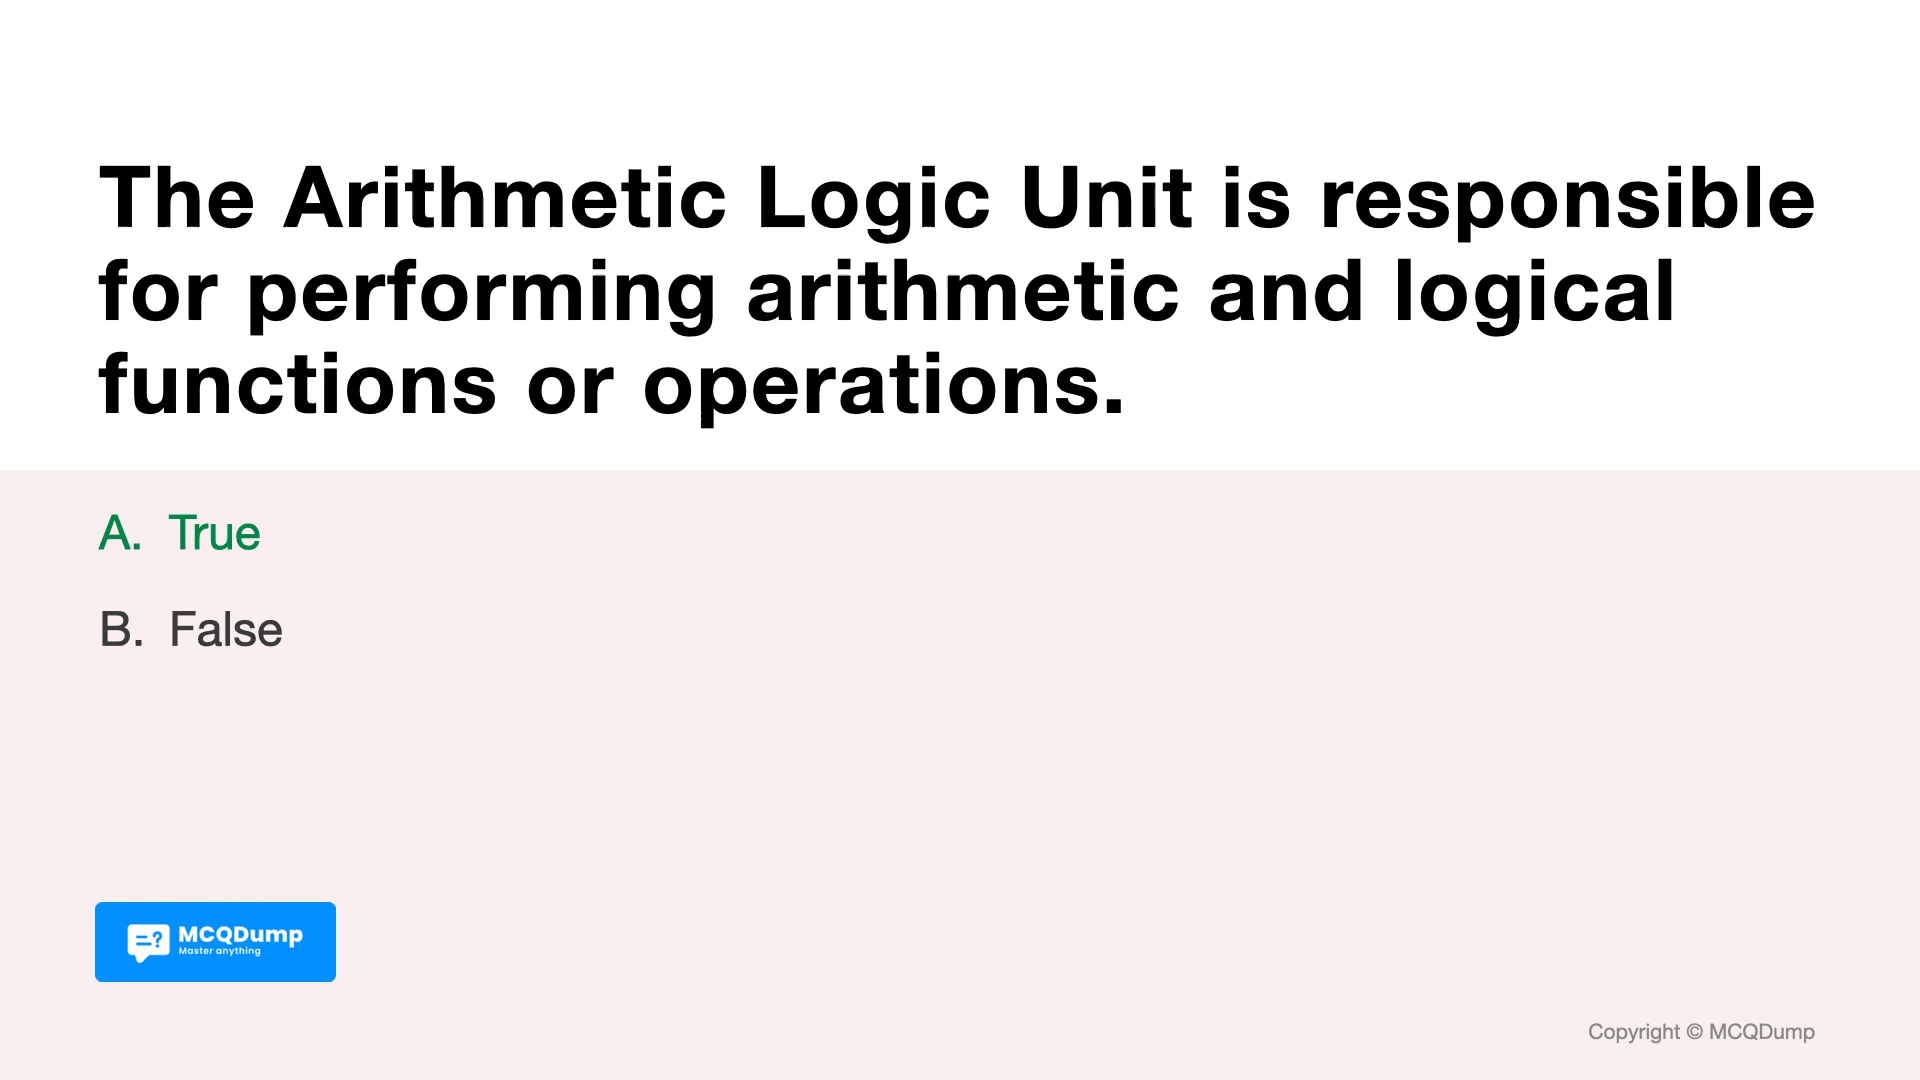 The Arithmetic Logic Unit is responsible
for performing arithmetic and logical
functions or operations.
A. True
B. False
=?
MCQDump
Master anything
Copyright © MCQDump